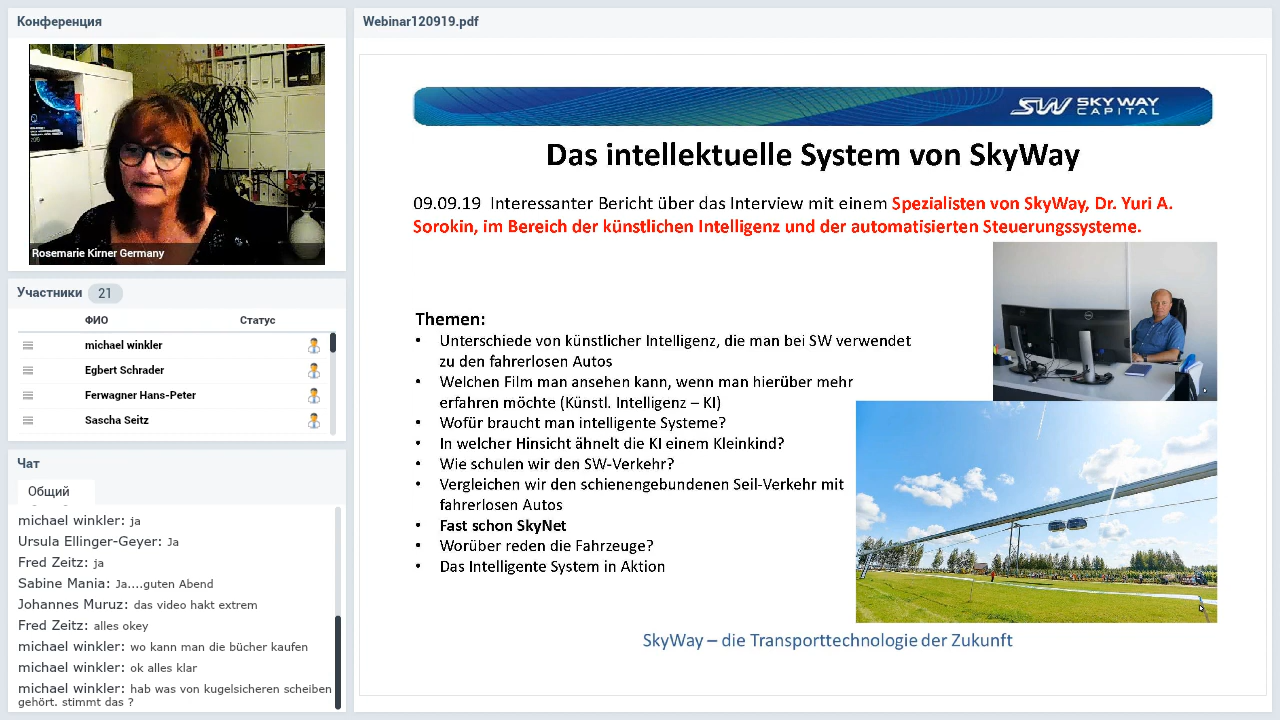 Конференция
Rosemarie Kirner Germany
Участники 21
ФИО Статус
michael winkler
Egbert Schrader
Ferwagner Hans-Peter
Sascha Seitz
Чат
Общий
michael winkler: ja
Ursula Ellinger-Geyer: Ja
Fred Zeitz: ja
Sabine Mania: Ja....guten Abend
Johannes Muruz: das video hakt extrem
Fred Zeitz: alles okey
michael winkler: wo kann man die bücher kaufen
michael winkler: ok alles klar
michael winkler: hab was von kugelsicheren scheiben
gehört. stimmt das ?
Webinar120919.pdf
SW SKY WAY
CAPITAL
Das intellektuelle System von SkyWay
09.09.19 Interessanter Bericht über das Interview mit einem Spezialisten von SkyWay, Dr. Yuri A.
Sorokin, im Bereich der künstlichen Intelligenz und der automatisierten Steuerungssysteme.
Themen:
• Unterschiede von künstlicher Intelligenz, die man bei SW verwendet
zu den fahrerlosen Autos
• Welchen Film man ansehen kann, wenn man hierüber mehr
erfahren möchte (Künstl. Intelligenz – KI)
• Wofür braucht man intelligente Systeme?
• In welcher Hinsicht ähnelt die KI einem Kleinkind?
• Wie schulen wir den SW-Verkehr?
• Vergleichen wir den schienengebundenen Seil-Verkehr mit
fahrerlosen Autos
• Fast schon SkyNet
• Worüber reden die Fahrzeuge?
• Das Intelligente System in Aktion
SkyWay – die Transporttechnologie der Zukunft